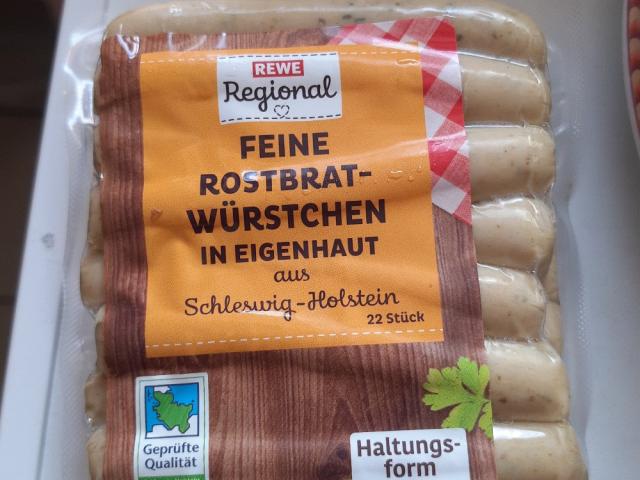 REWE
Regional
FEINE
ROSTBRAT-
WÜRSTCHEN
IN EIGENHAUT
aus
Schleswig-Holstein
22 Stück
Geprüfte
Qualität
Haltungs-
form